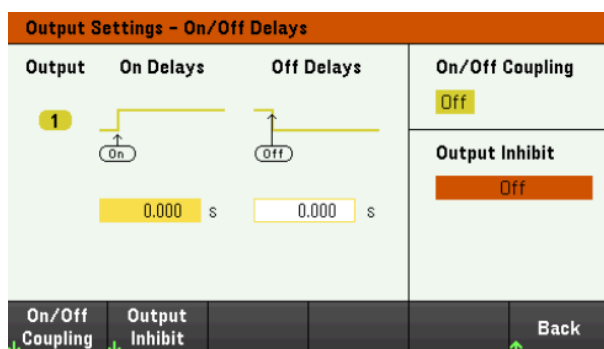 Output Settings - On/Off Delays
Output On Delays Off Delays
1
On
Off
0.000 s 0.000 s
On/Off Coupling
Off
Output Inhibit
Off
On/Off Coupling
Output Inhibit
Back